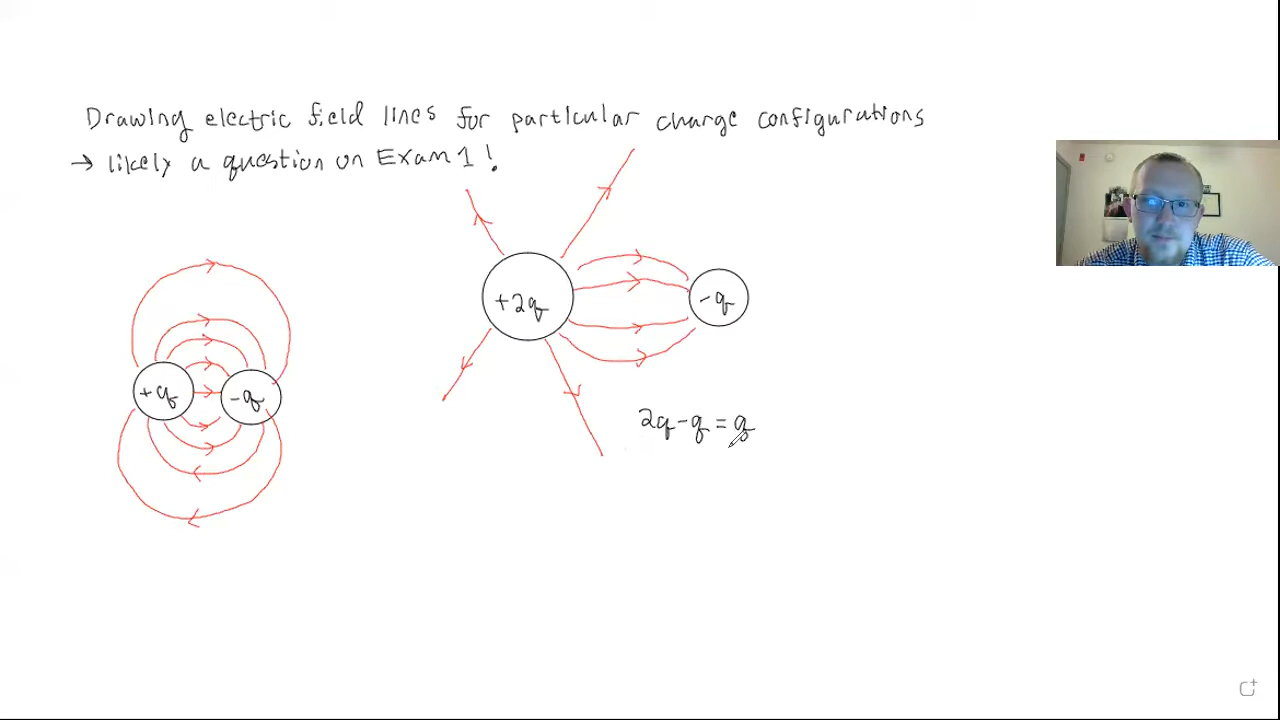 Drawing electric field lines for particular charge configurations
→ likely a question on Exam 1!
+q
-q
+2q
-q
2q-q=q